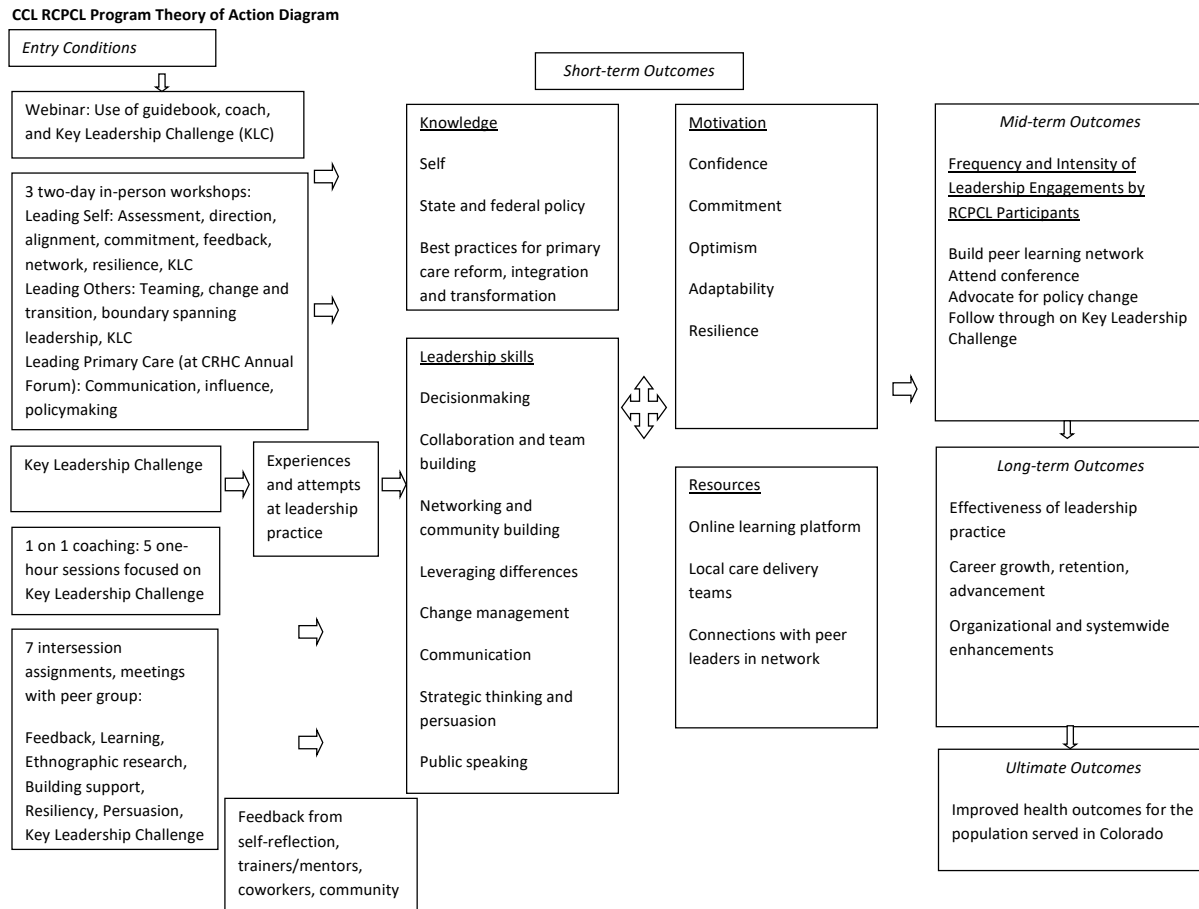 CCL RCPCL Program Theory of Action Diagram
Entry Conditions
Short-term Outcomes
Webinar: Use of guidebook, coach,
and Key Leadership Challenge (KLC)
3 two-day in-person workshops:
Leading Self: Assessment, direction,
alignment, commitment, feedback,
network, resilience, KLC
Leading Others: Teaming, change and
transition, boundary spanning
leadership, KLC
Leading Primary Care (at CRHC Annual
Forum): Communication, influence,
policymaking
Key Leadership Challenge
1 on 1 coaching: 5 one-
hour sessions focused on
Key Leadership Challenge
7 intersession
assignments, meetings
with peer group:
Feedback, Learning,
Ethnographic research,
Building support,
Resiliency, Persuasion,
Key Leadership Challenge
Experiences
and attempts
at leadership
practice
Feedback from
self-reflection,
trainers/mentors,
coworkers, community
Knowledge
Self
State and federal policy
Best practices for primary
care reform, integration
and transformation
Leadership skills
Decisionmaking
Collaboration and team
building
Networking and
community building
Leveraging differences
Change management
Communication
Strategic thinking and
persuasion
Public speaking
Motivation
Confidence
Commitment
Optimism
Adaptability
Resilience
Resources
Online learning platform
Local care delivery
teams
Connections with peer
leaders in network
Mid-term Outcomes
Frequency and Intensity of
Leadership Engagements by
RCPCL Participants
Build peer learning network
Attend conference
Advocate for policy change
Follow through on Key Leadership
Challenge
Long-term Outcomes
Effectiveness of leadership
practice
Career growth, retention,
advancement
Organizational and systemwide
enhancements
Ultimate Outcomes
Improved health outcomes for the
population served in Colorado